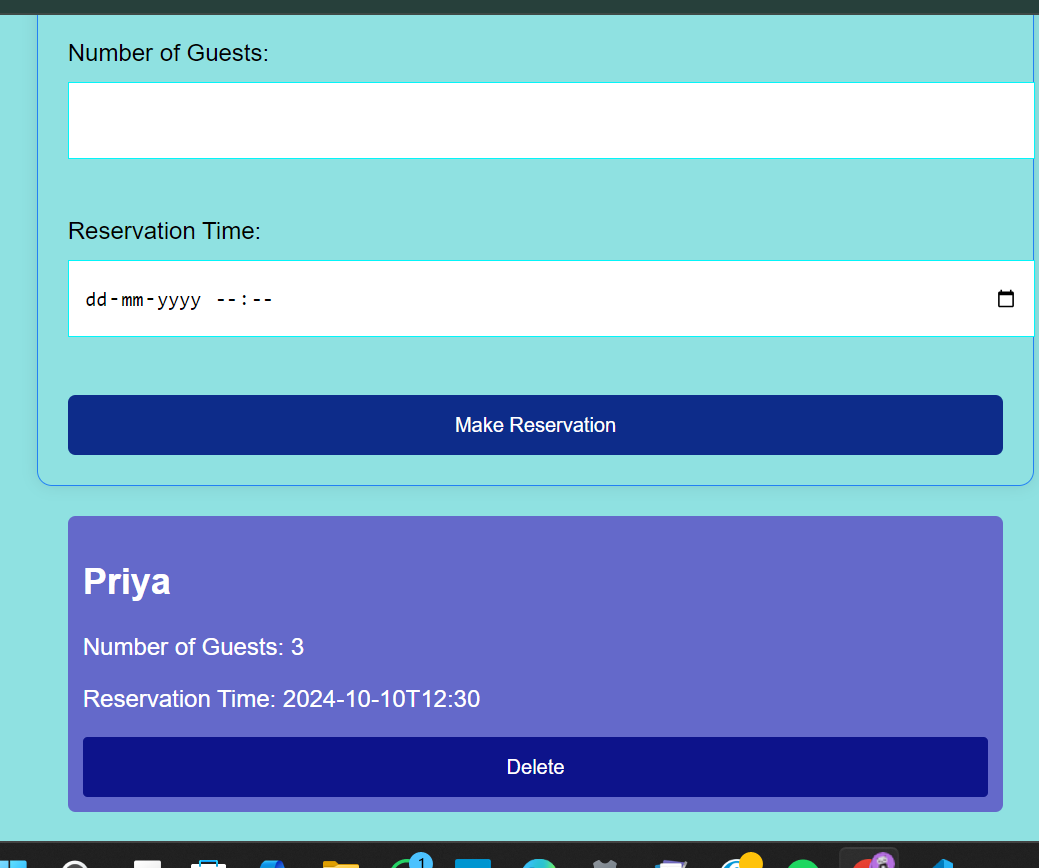 Number of Guests:
Reservation Time:
dd-mm-yyyy --:--
Make Reservation
Priya
Number of Guests: 3
Reservation Time: 2024-10-10T12:30
Delete
1